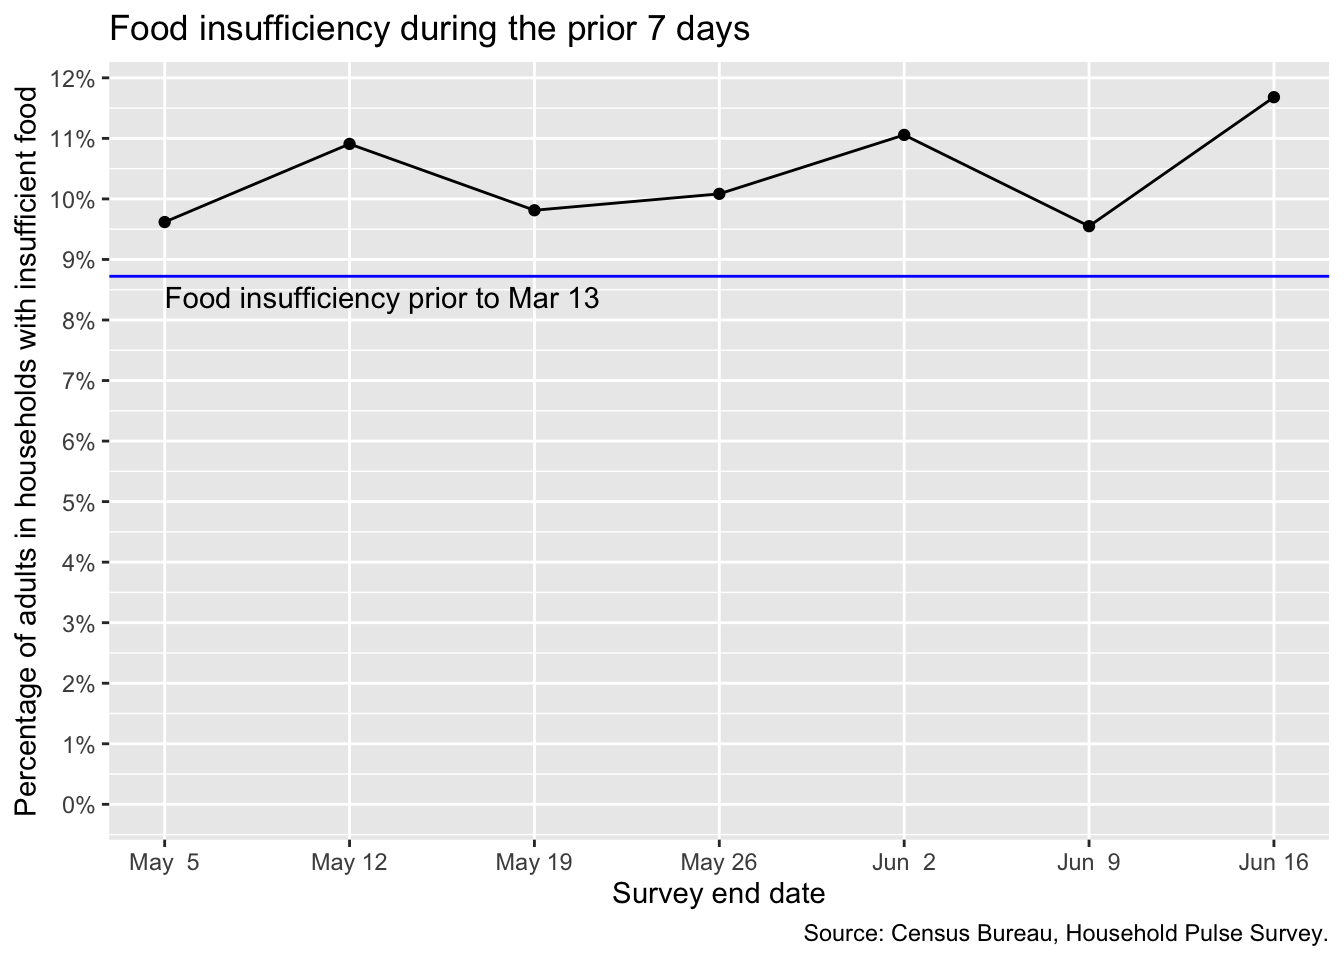 Food insufficiency during the prior 7 days
Percentage of adults in households with insufficient food
12%
11%
10%
9%
8%
7%
6%
5%
4%
3%
2%
1%
0%
Food insufficiency prior to Mar 13
May  5
May 12
May 19
May 26
Jun  2
Jun  9
Jun 16
Survey end date
Source: Census Bureau, Household Pulse Survey.